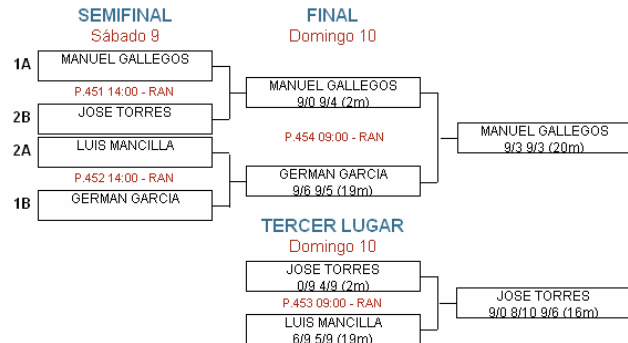 SEMIFINAL
Sábado 9
FINAL
Domingo 10
1A
MANUEL GALLEGOS
P.451 14:00 - RAN
2B
JOSE TORRES
2A
LUIS MANCILLA
P.452 14:00 - RAN
1B
GERMAN GARCIA
MANUEL GALLEGOS
9/0 9/4 (2m)
P.454 09:00 - RAN
GERMAN GARCIA
9/6 9/5 (19m)
MANUEL GALLEGOS
9/3 9/3 (20m)
TERCER LUGAR
Domingo 10
JOSE TORRES
0/9 4/9 (2m)
P.453 09:00 - RAN
LUIS MANCILLA
6/9 5/9 (19m)
JOSE TORRES
9/0 8/10 9/6 (16m)